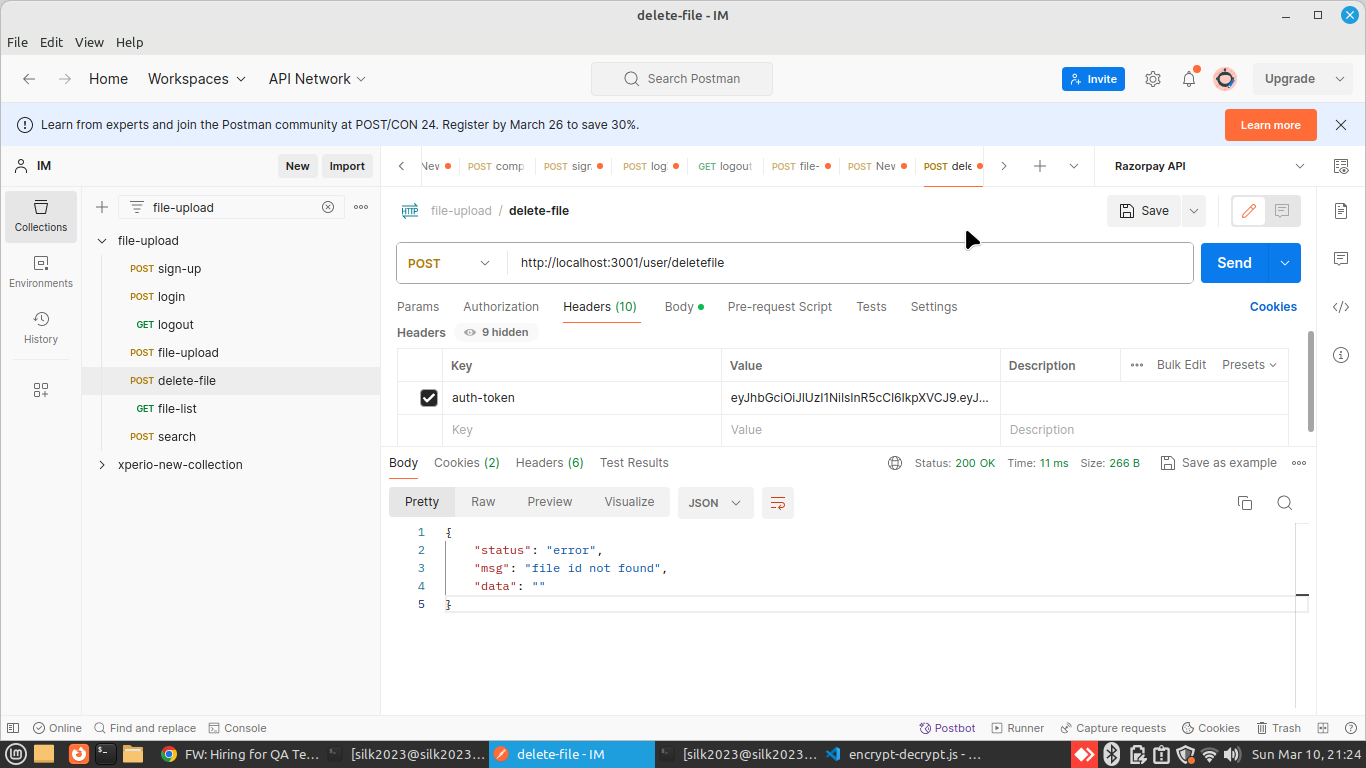 delete-file - IM
File Edit View Help
Home Workspaces API Network Search Postman Invite Upgrade
Learn from experts and join the Postman community at POST/CON 24. Register by March 26 to save 30%. Learn more
IM New Import New POST comp POST sign POST log GET logout POST file- POST New POST dele Razorpay API
Collections
Environments
History
file-upload
file-upload
POST sign-up
POST login
GET logout
POST file-upload
POST delete-file
POST file-list
POST search
xperio-new-collection
HTTP file-upload / delete-file Save
POST http://localhost:3001/user/deletefile Send
Params Authorization Headers (10) Body Pre-request Script Tests Settings Cookies
Headers 9 hidden
Key Value Description Bulk Edit Presets
auth-token eyJhbGciOiJIUzI1NiIsInR5cCI6IkpXVCJ9.eyJ...
Key Value Description
Body Cookies (2) Headers (6) Test Results Status: 200 OK Time: 11 ms Size: 266 B Save as example
Pretty Raw Preview Visualize JSON
1 {
2 "status": "error",
3 "msg": "file id not found",
4 "data": ""
5 }
Online Find and replace Console Postbot Runner Capture requests Cookies Trash
FW: Hiring for QA Te... [silk2023@silk2023... delete-file - IM [silk2023@silk2023... encrypt-decrypt.js - ... Sun Mar 10, 21:24